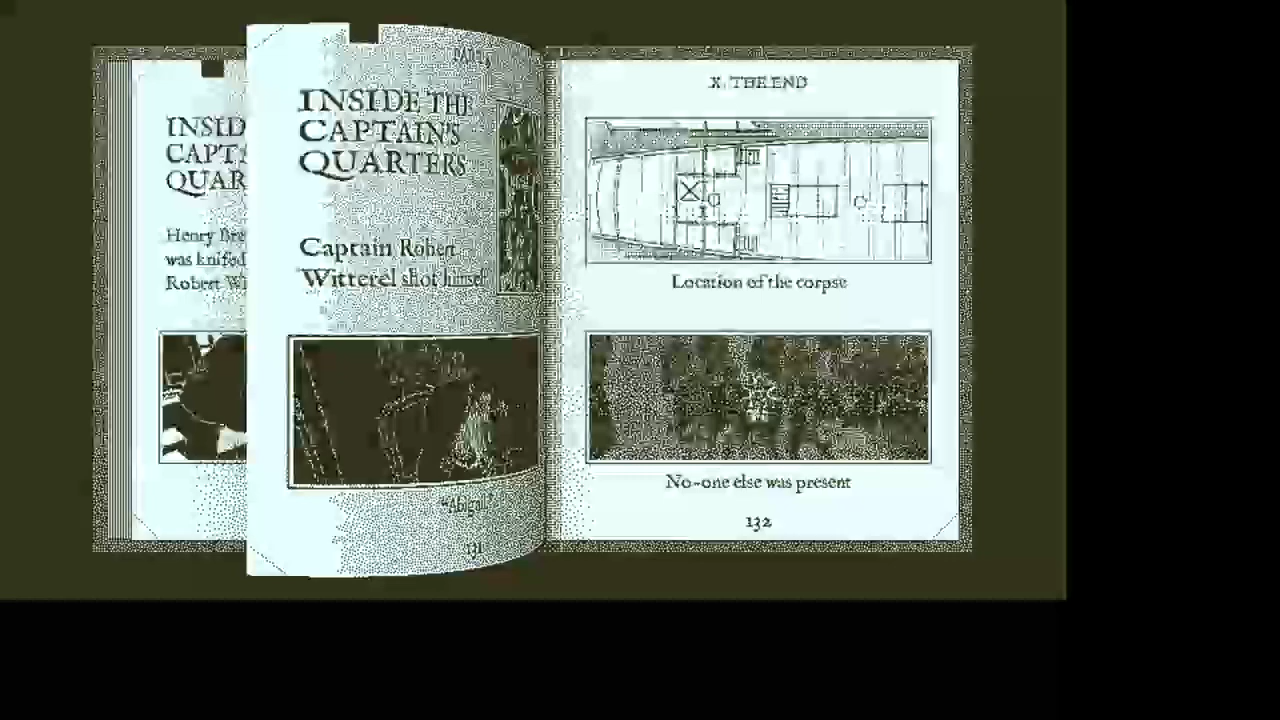 INSID
CAPT
QUAR
Henry Bre
was knifed
Robert Wi
INSIDE THE
CAPTAIN'S
QUARTERS
Captain Robert
Witterel shot himself
"Abigail"
131
X. THE END
Location of the corpse
No-one else was present
132